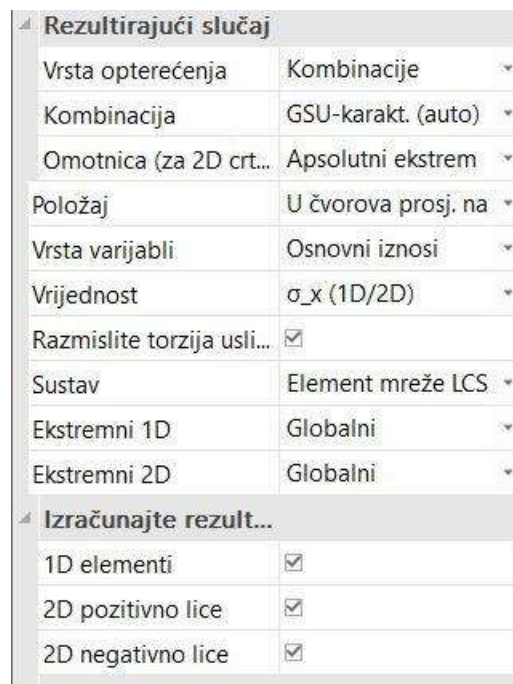 Rezultirajući slučaj
Vrsta opterećenja Kombinacije
Kombinacija GSU-karakt. (auto)
Omotnica (za 2D crt... Apsolutni ekstrem
Položaj U čvorova prosj. na
Vrsta varijabli Osnovni iznosi
Vrijednost σ_x (1D/2D)
Razmislite torzija usli...
Sustav Element mreže LCS
Ekstremni 1D Globalni
Ekstremni 2D Globalni
Izračunajte rezult...
1D elementi
2D pozitivno lice
2D negativno lice